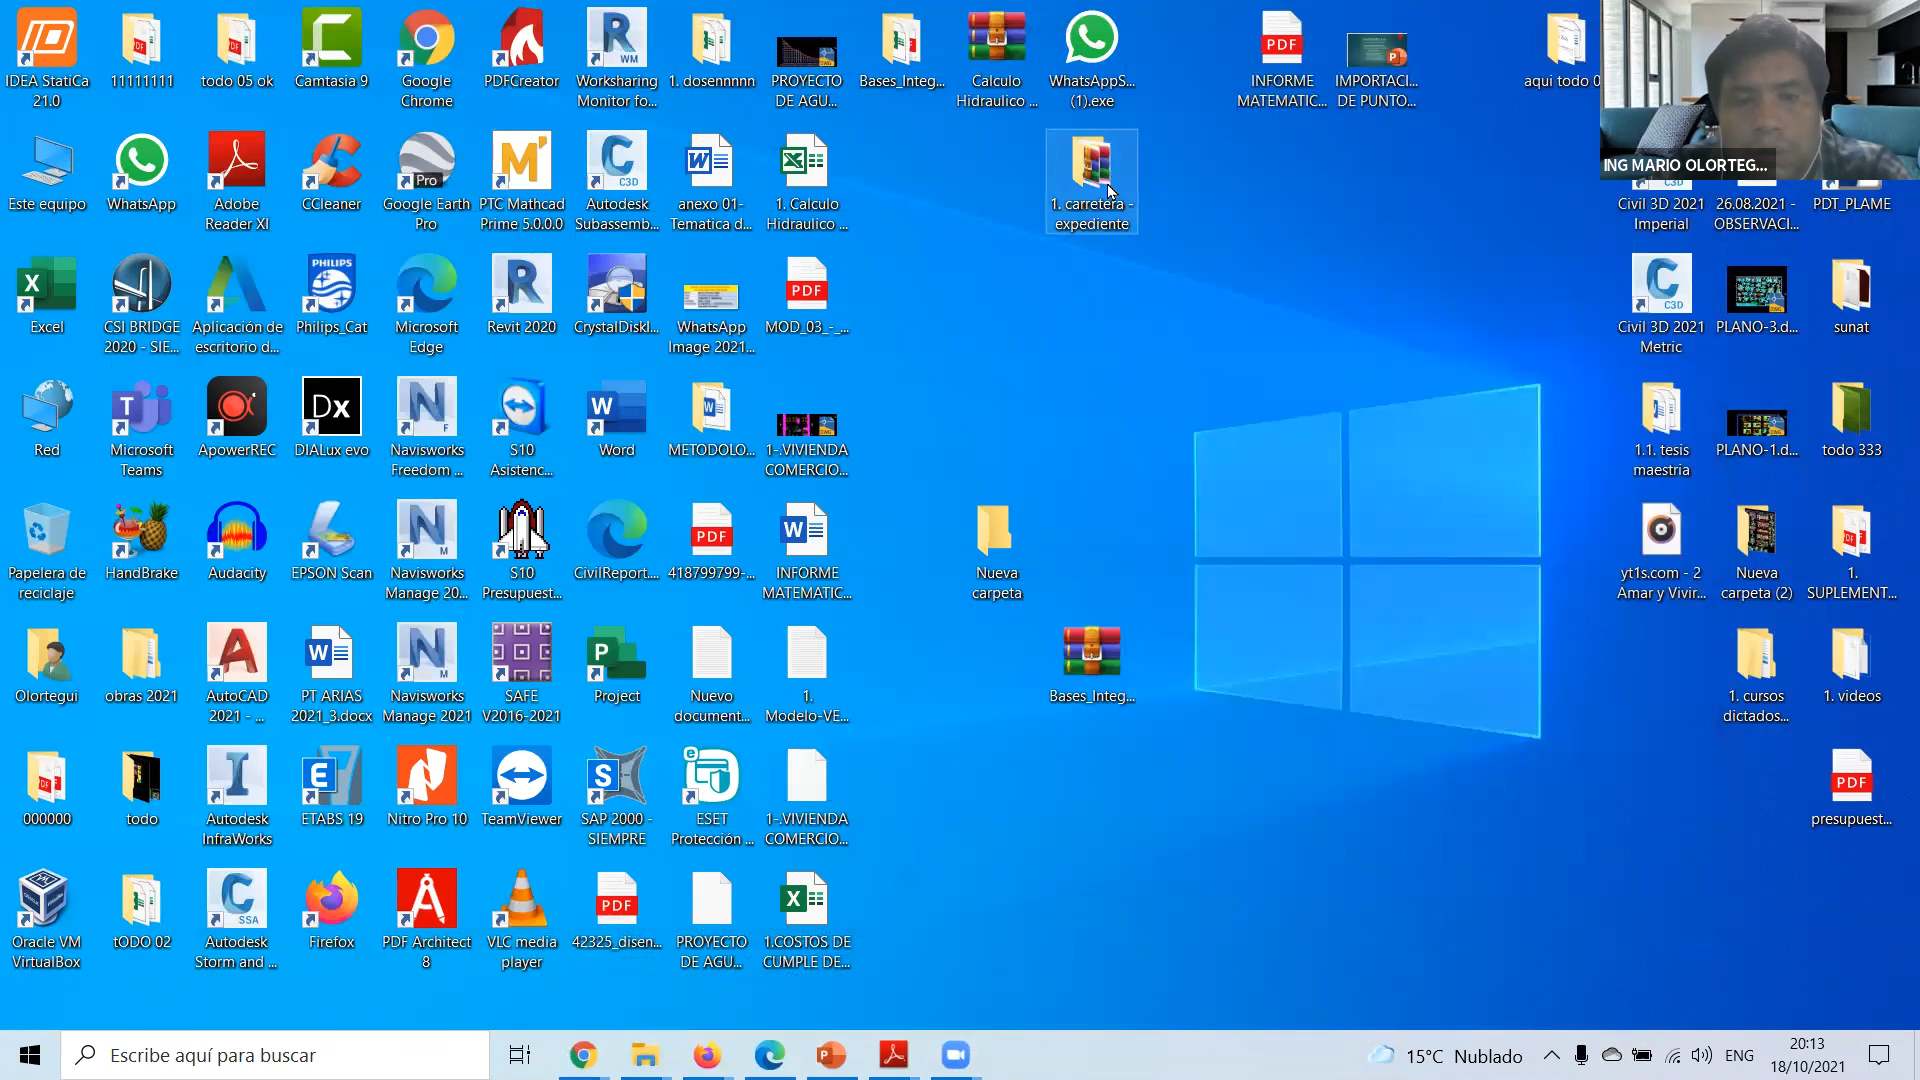 IDEA StatiCa
21.0
11111111
todo 05 ok
Camtasia 9
Google
Chrome
PDFCreator
Worksharing
Monitor fo...
1. dosennnnn
PROYECTO
DE AGU...
Bases_Integ...
Calculo
Hidraulico ...
WhatsAppS...
(1).exe
INFORME
MATEMATIC...
IMPORTACI...
DE PUNTO...
aqui todo 0
ING MARIO OLORTEG...
Este equipo
WhatsApp
Adobe
Reader XI
CCleaner
Google Earth
Pro
PTC Mathcad
Prime 5.0.0.0
Autodesk
Subassemb...
anexo 01-
Tematica d...
1. Calculo
Hidraulico ...
1. carretera -
expediente
Civil 3D 2021
Imperial
26.08.2021 -
OBSERVACI...
PDT_PLAME
Excel
CSI BRIDGE
2020 - SIE...
Aplicación de
escritorio d...
Philips_Cat
Microsoft
Edge
Revit 2020
CrystalDiskI...
WhatsApp
Image 2021...
MOD_03_-_...
Civil 3D 2021
Metric
PLANO-3.d...
sunat
Red
Microsoft
Teams
ApowerREC
DIALux evo
Navisworks
Freedom ...
S10
Asistenc...
Word
METODOLO...
1-.VIVIENDA
COMERCIO...
1.1. tesis
maestria
PLANO-1.d...
todo 333
Papelera de
reciclaje
HandBrake
Audacity
EPSON Scan
Navisworks
Manage 20...
S10
Presupuest...
CivilReport....
418799799-...
INFORME
MATEMATIC...
Nueva
carpeta
yt1s.com - 2
Amar y Vivir...
Nueva
carpeta (2)
1.
SUPLEMENT...
Olortegui
obras 2021
AutoCAD
2021 - ...
PT ARIAS
2021_3.docx
Navisworks
Manage 2021
SAFE
V2016-2021
Project
Nuevo
document...
1.
Modelo-VE...
Bases_Integ...
1. cursos
dictados...
1. videos
000000
todo
Autodesk
InfraWorks
ETABS 19
Nitro Pro 10
TeamViewer
SAP 2000 -
SIEMPRE
ESET
Protección ...
1-.VIVIENDA
COMERCIO...
presupuest...
Oracle VM
VirtualBox
tODO 02
Autodesk
Storm and ...
Firefox
PDF Architect
8
VLC media
player
42325_disen...
PROYECTO
DE AGU...
1.COSTOS DE
CUMPLE DE...
Escribe aquí para buscar
15°C Nublado
ENG
20:13
18/10/2021